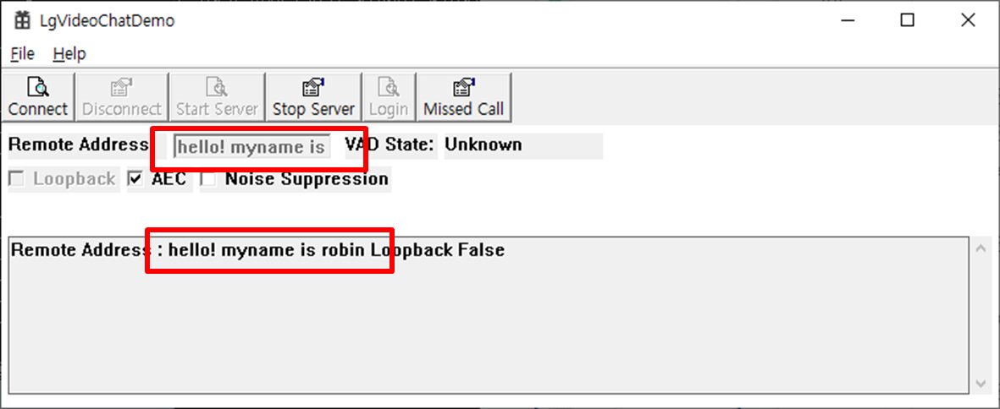 LgVideoChatDemo
File Help
Connect Disconnect Start Server Stop Server Login Missed Call
Remote Address hello! myname is VAD State: Unknown
Loopback AEC Noise Suppression
Remote Address : hello! myname is robin Loopback False